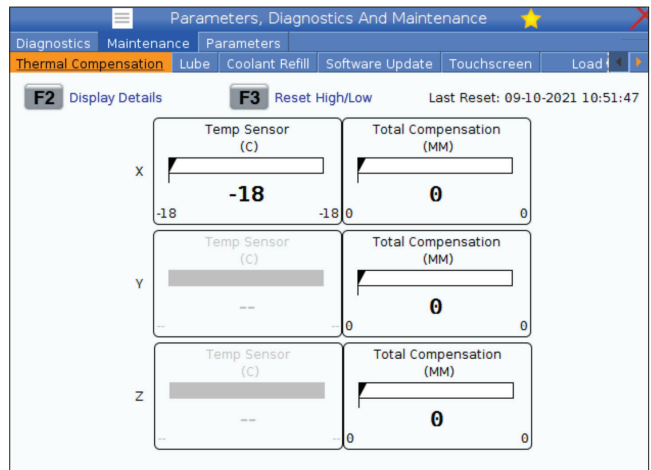 Parameters, Diagnostics And Maintenance
Diagnostics Maintenance Parameters
Thermal Compensation Lube Coolant Refill Software Update Touchscreen Load
F2 Display Details F3 Reset High/Low Last Reset: 09-10-2021 10:51:47
Temp Sensor Total Compensation
(C) (MM)
X
-18 0
-18 -18 0 0
Temp Sensor Total Compensation
(C) (MM)
Y
-- 0
-- -- 0 0
Temp Sensor Total Compensation
(C) (MM)
Z
-- 0
-- -- 0 0